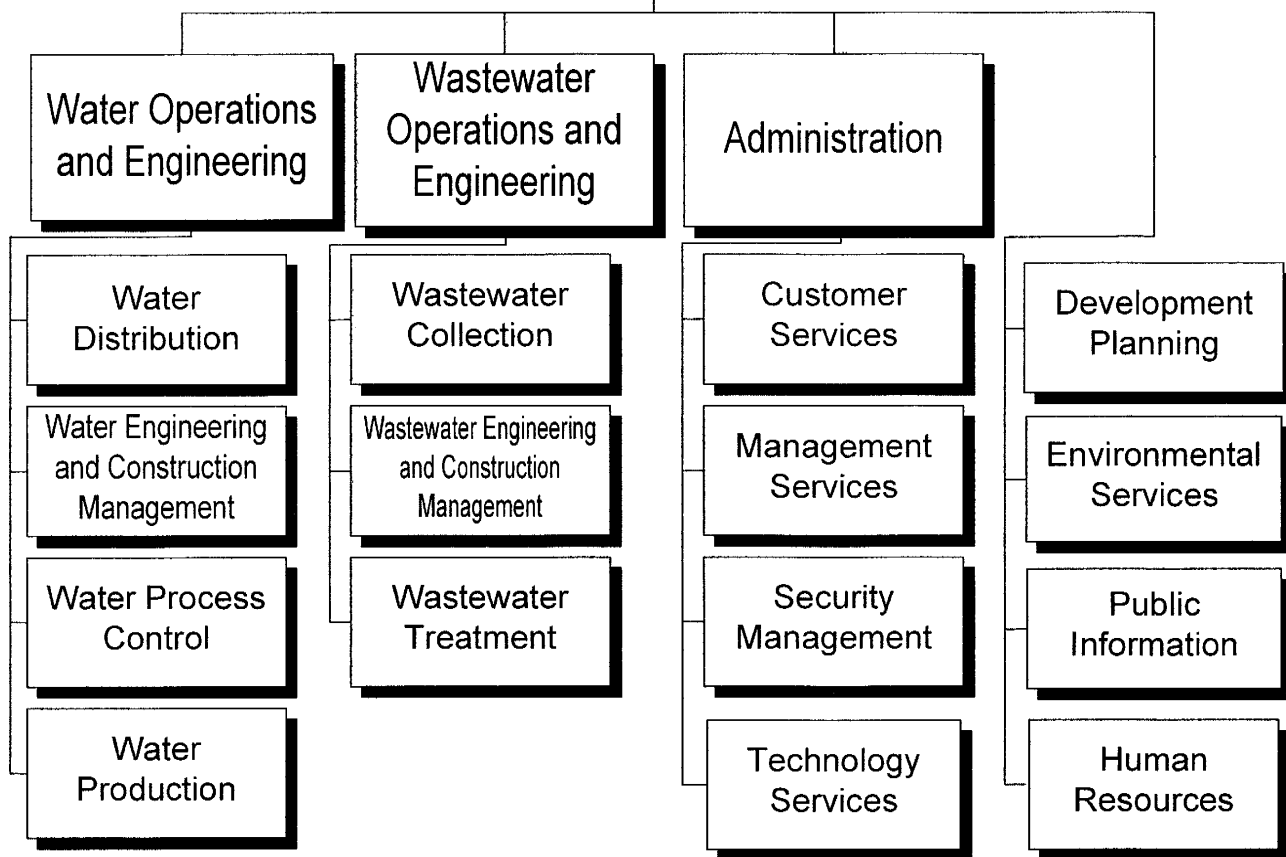 Water Operations
and Engineering
Wastewater
Operations and
Engineering
Administration
Water
Distribution
Water Engineering
and Construction
Management
Water Process
Control
Water
Production
Wastewater
Collection
Wastewater Engineering
and Construction
Management
Wastewater
Treatment
Customer
Services
Management
Services
Security
Management
Technology
Services
Development
Planning
Environmental
Services
Public
Information
Human
Resources